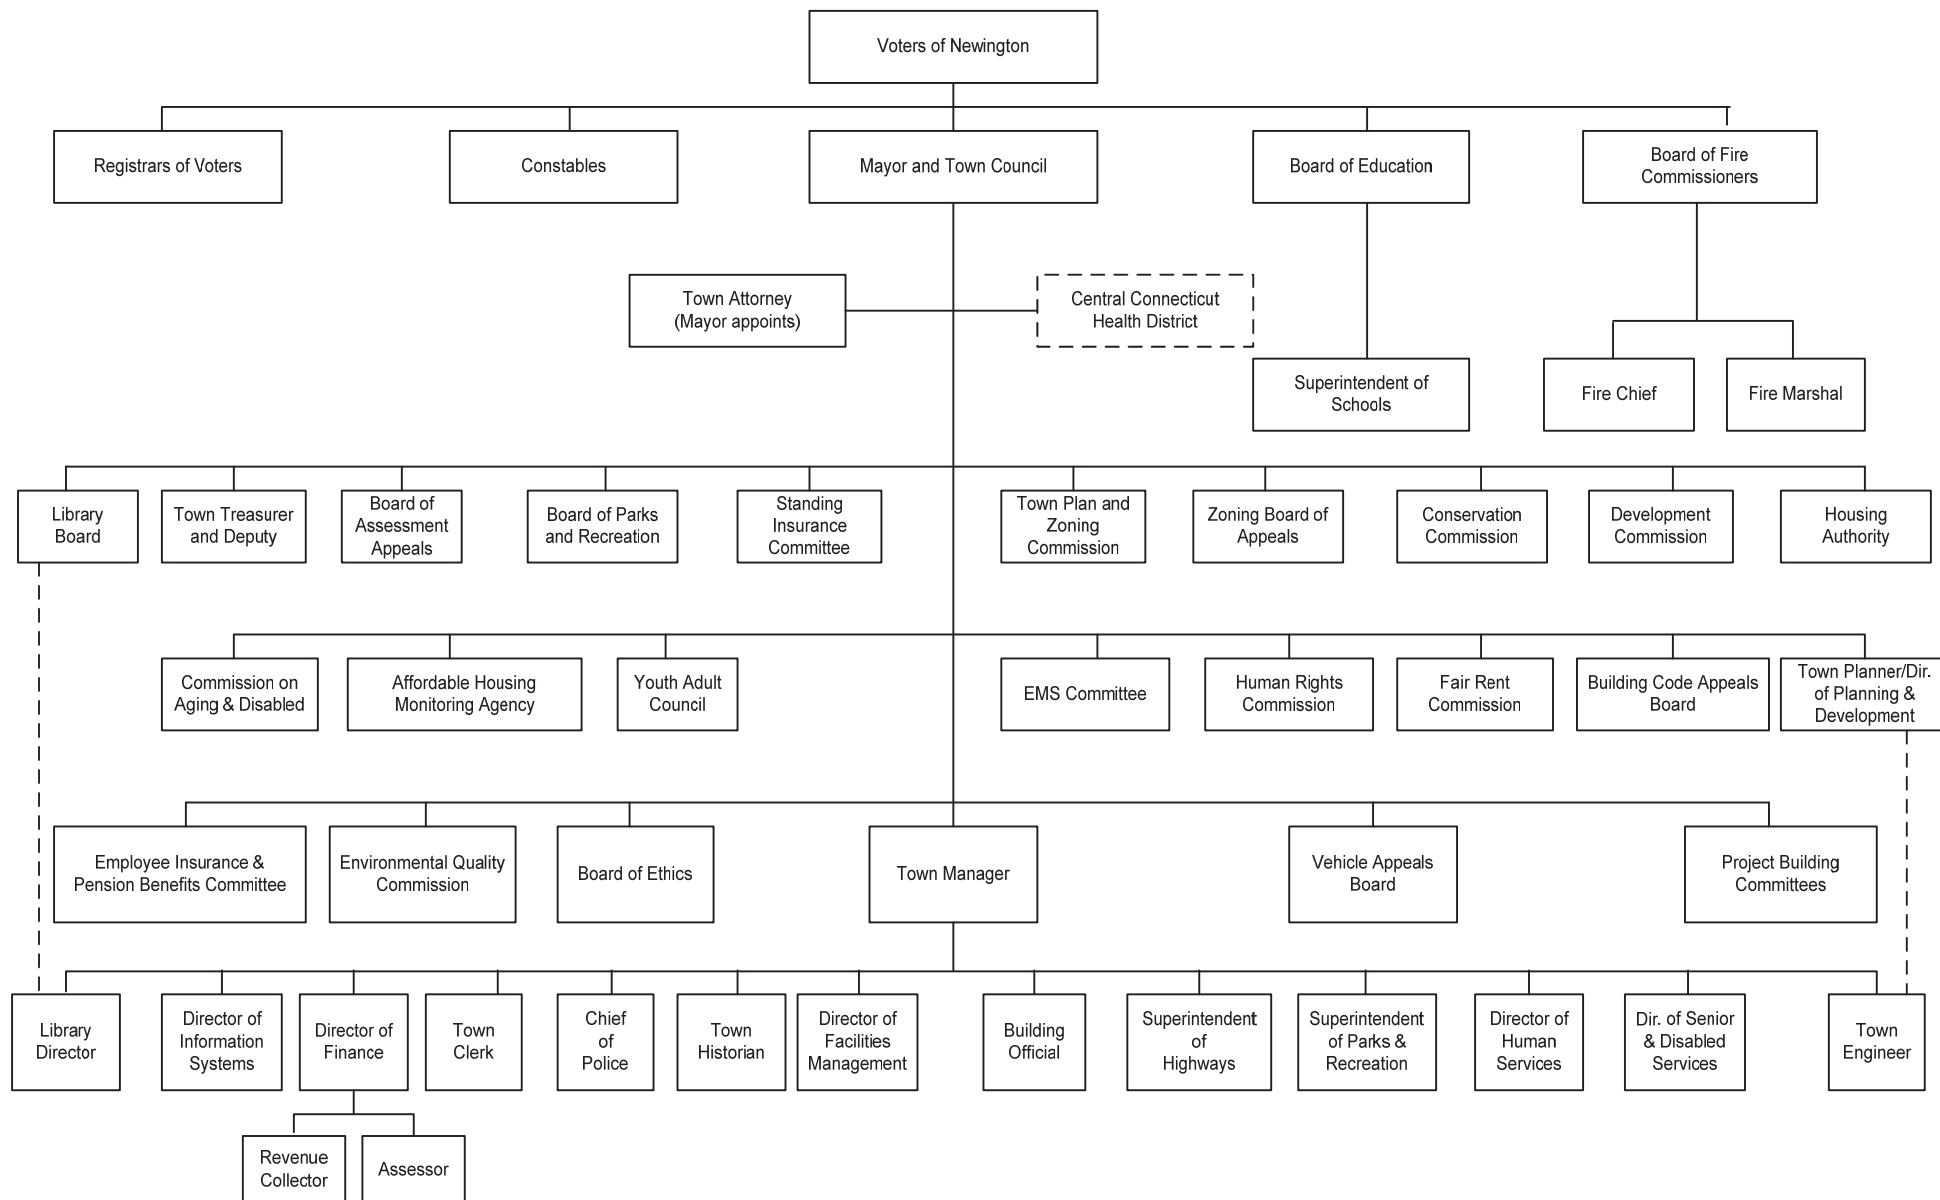 Voters of Newington
Registrars of Voters
Constables
Mayor and Town Council
Board of Education
Board of Fire
Commissioners
Town Attorney
(Mayor appoints)
Central Connecticut
Health District
Superintendent of
Schools
Fire Chief
Fire Marshal
Library
Board
Town Treasurer
and Deputy
Board of
Assessment
Appeals
Board of Parks
and Recreation
Standing
Insurance
Committee
Town Plan and
Zoning
Commission
Zoning Board of
Appeals
Conservation
Commission
Development
Commission
Housing
Authority
Commission on
Aging & Disabled
Affordable Housing
Monitoring Agency
Youth Adult
Council
EMS Committee
Human Rights
Commission
Fair Rent
Commission
Building Code Appeals
Board
Town Planner/Dir.
of Planning &
Development
Employee Insurance &
Pension Benefits Committee
Environmental Quality
Commission
Board of Ethics
Town Manager
Vehicle Appeals
Board
Project Building
Committees
Library
Director
Director of
Information
Systems
Director of
Finance
Town
Clerk
Chief
of
Police
Town
Historian
Director of
Facilities
Management
Building
Official
Superintendent
of
Highways
Superintendent
of Parks &
Recreation
Director of
Human
Services
Dir. of Senior
& Disabled
Services
Town
Engineer
Revenue
Collector
Assessor